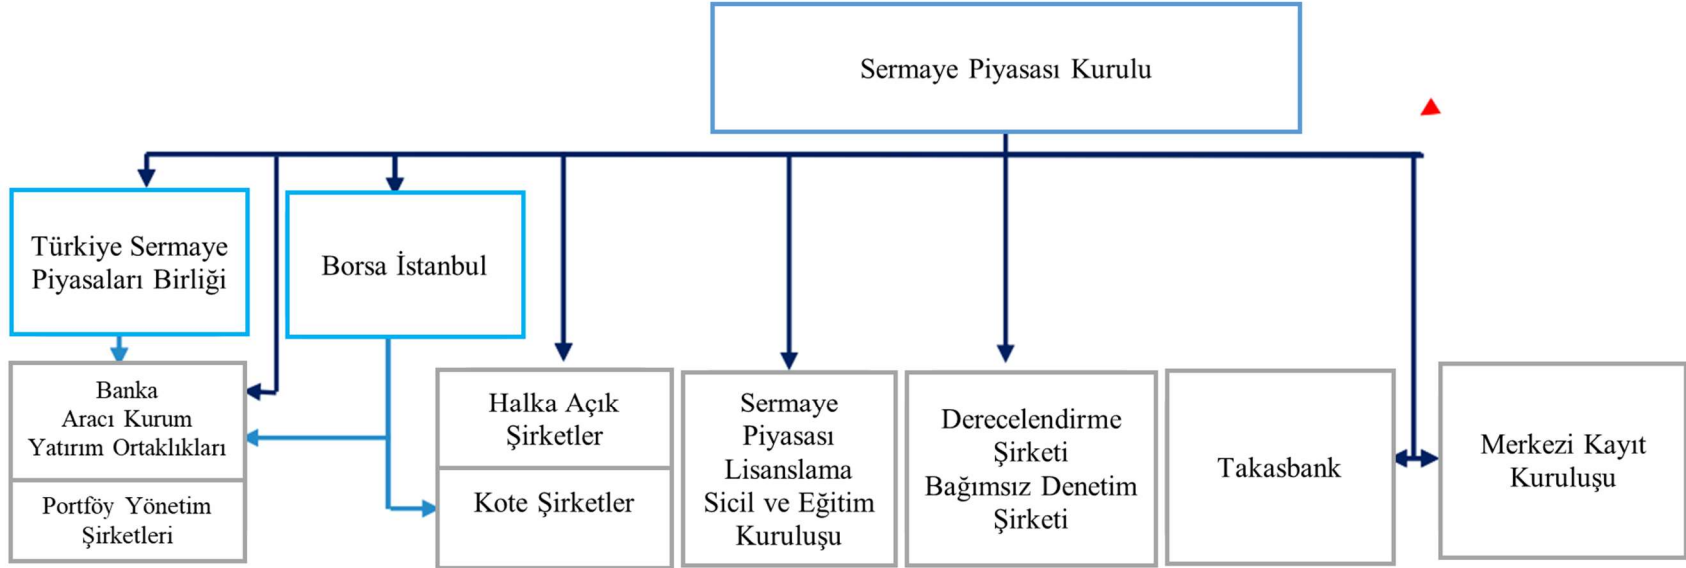 Sermaye Piyasası Kurulu
Türkiye Sermaye
Piyasaları Birliği
Borsa İstanbul
Banka
Aracı Kurum
Yatırım Ortaklıkları
Portföy Yönetim
Şirketleri
Halka Açık
Şirketler
Kote Şirketler
Sermaye
Piyasası
Lisanslama
Sicil ve Eğitim
Kuruluşu
Derecelendirme
Şirketi
Bağımsız Denetim
Şirketi
Takasbank
Merkezi Kayıt
Kuruluşu